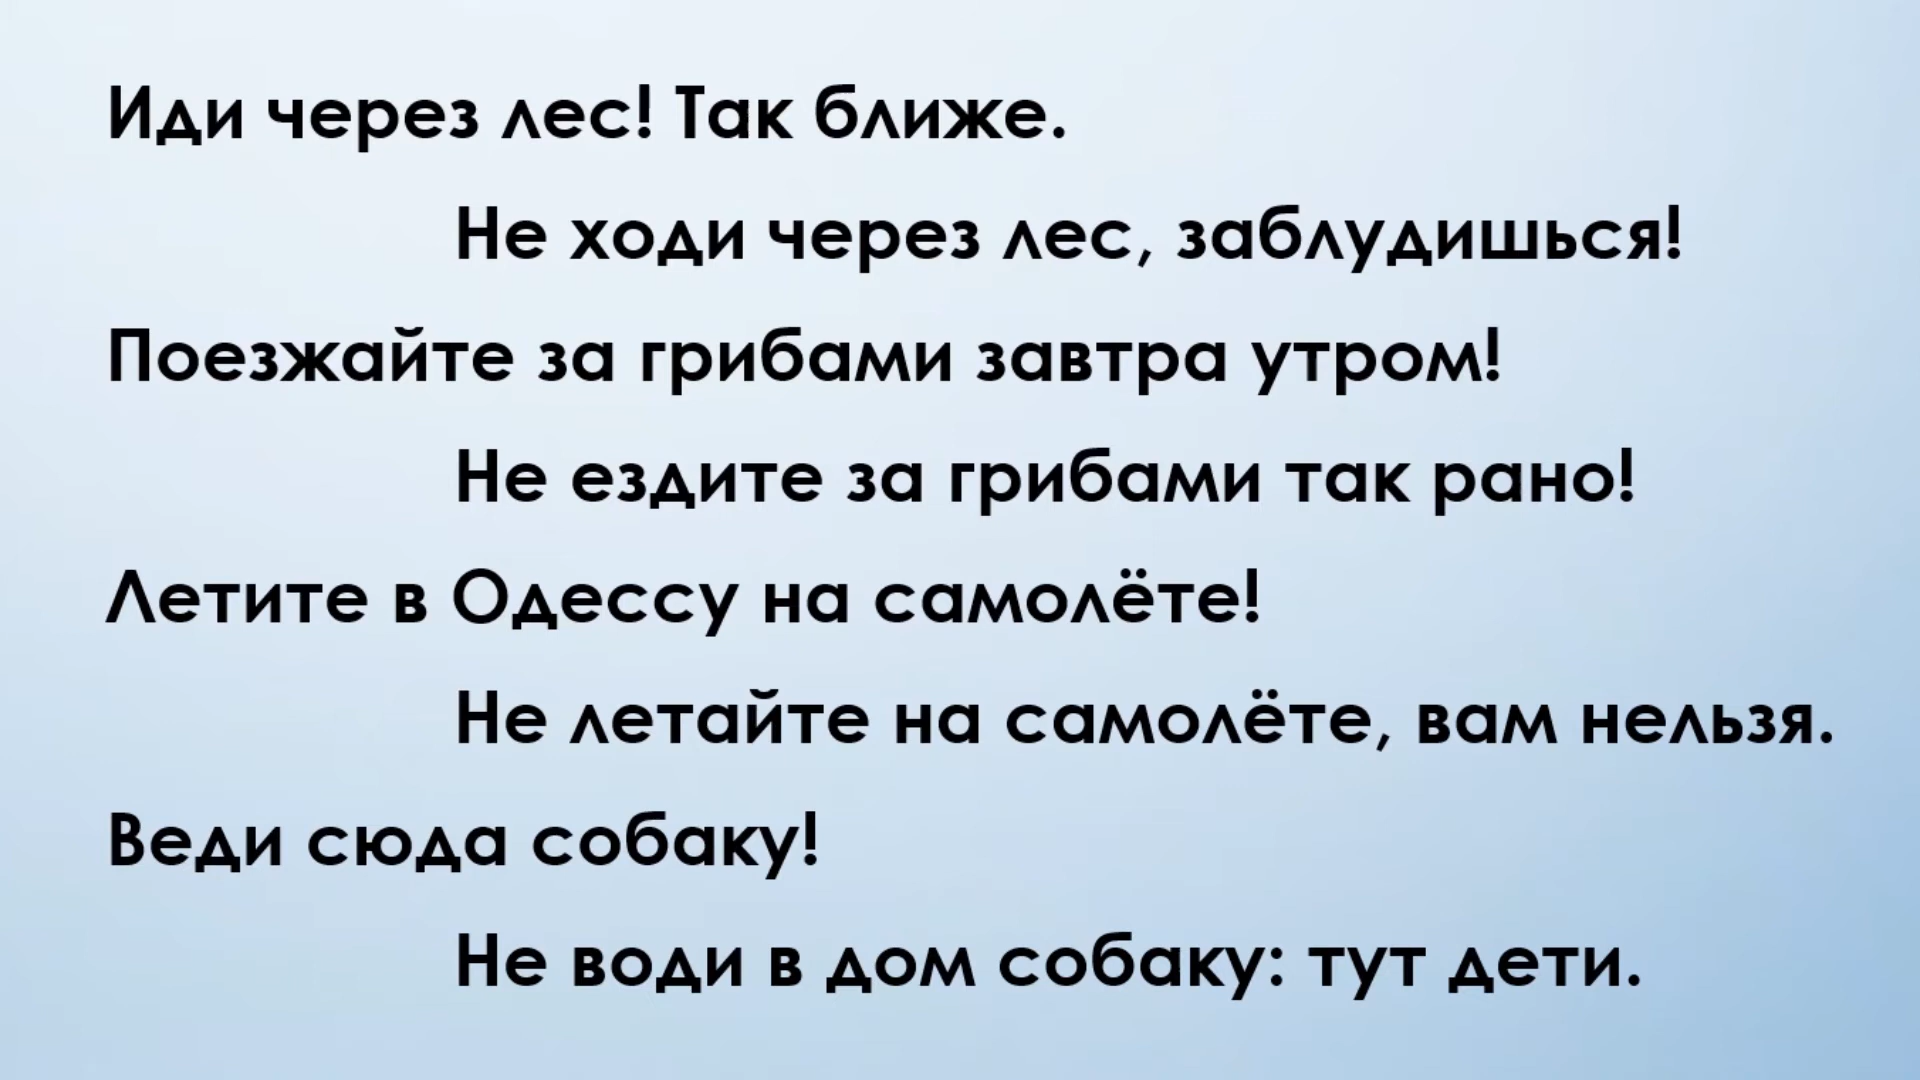 Иди через лес! Так ближе.
Не ходи через лес, заблудишься!
Поезжайте за грибами завтра утром!
Не ездите за грибами так рано!
Летите в Одессу на самолёте!
Не летайте на самолёте, вам нельзя.
Веди сюда собаку!
Не води в дом собаку: тут дети.